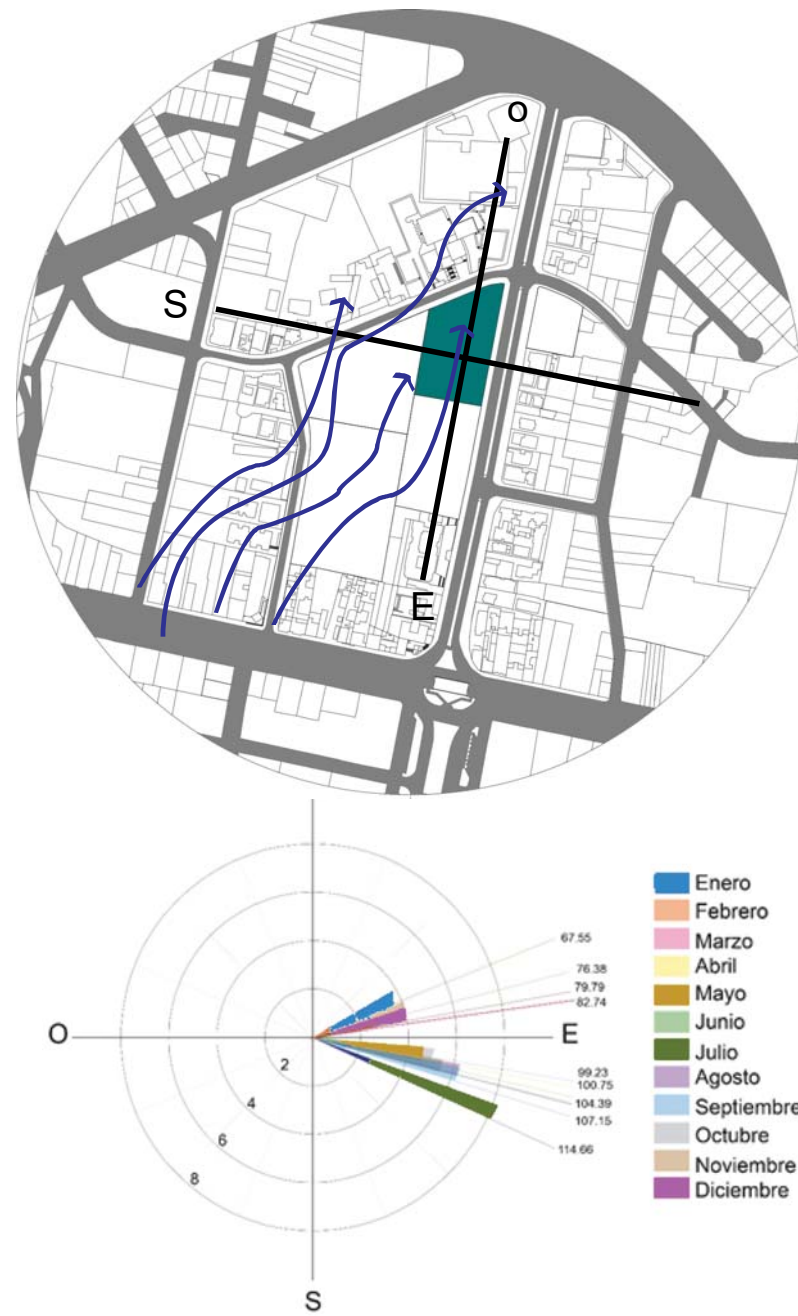 O
S
E
Enero
Febrero
Marzo
Abril
Mayo
Junio
Julio
Agosto
Septiembre
Octubre
Noviembre
Diciembre
67.55
76.38
79.79
82.74
O
E
2
99.23
100.75
104.39
107.15
4
6
114.66
8
S